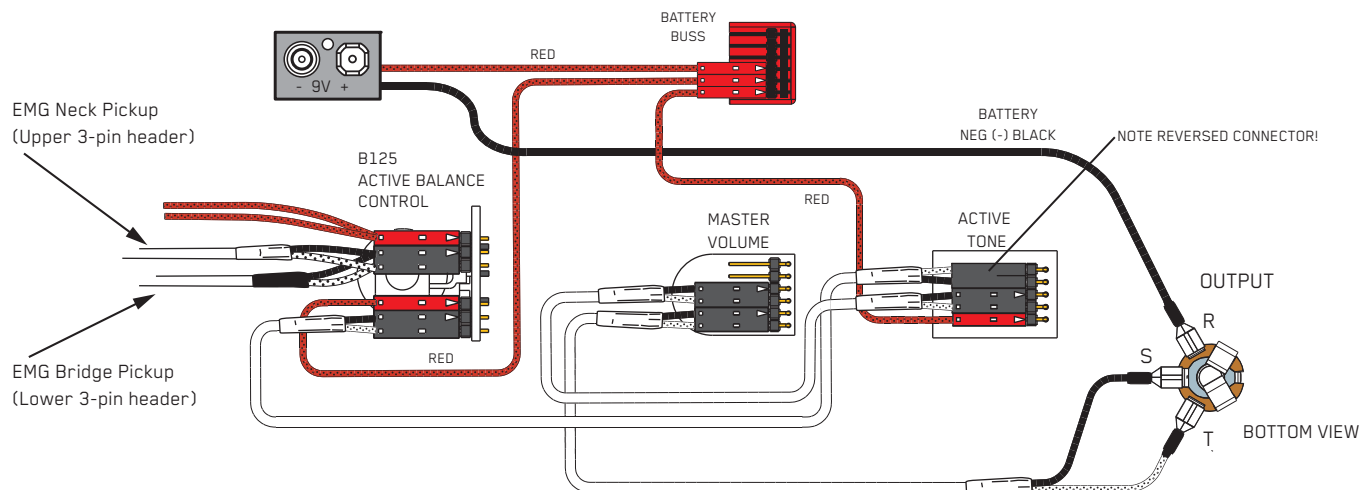 BATTERY
BUSS
RED
- 9V +
EMG Neck Pickup
(Upper 3-pin header)
BATTERY
NEG (-) BLACK
NOTE REVERSED CONNECTOR!
B125
ACTIVE BALANCE
CONTROL
RED
MASTER
VOLUME
ACTIVE
TONE
OUTPUT
R
S
RED
EMG Bridge Pickup
(Lower 3-pin header)
T
BOTTOM VIEW